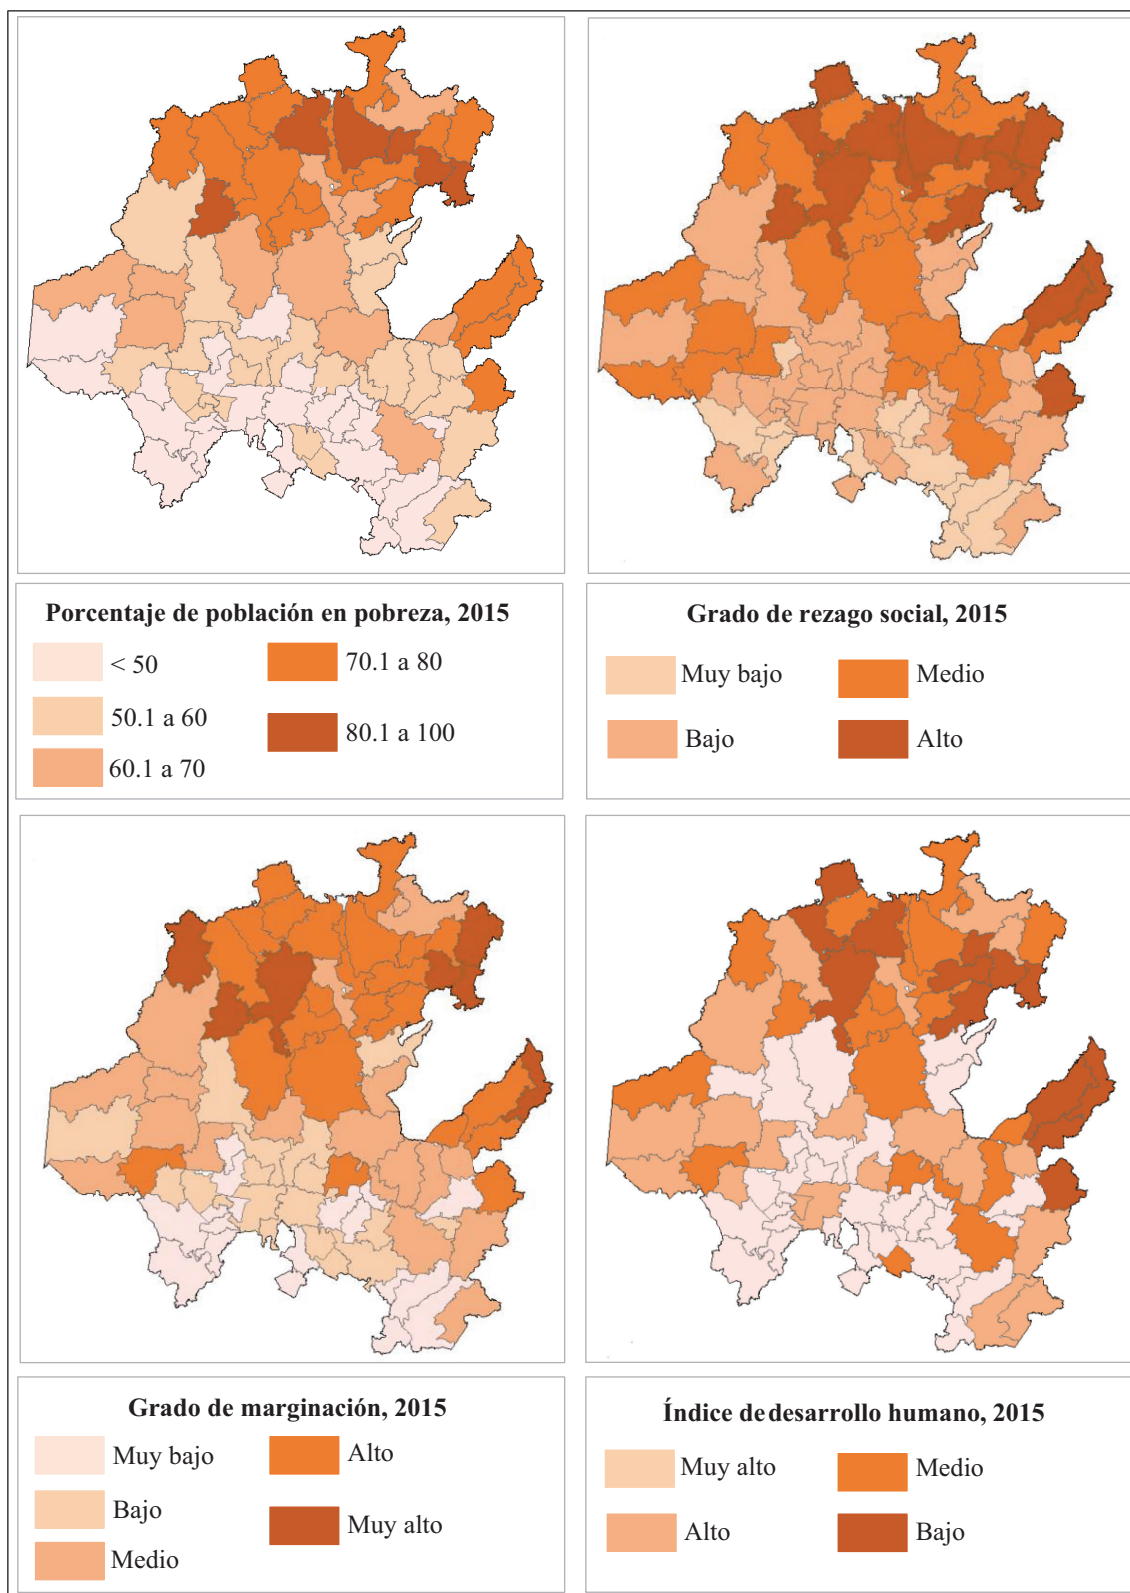 Porcentaje de población en pobreza, 2015
< 50
70.1 a 80
50.1 a 60
80.1 a 100
60.1 a 70
Grado de rezago social, 2015
Muy bajo
Medio
Bajo
Alto
Grado de marginación, 2015
Muy bajo
Alto
Bajo
Muy alto
Medio
Índice de desarrollo humano, 2015
Muy alto
Medio
Alto
Bajo